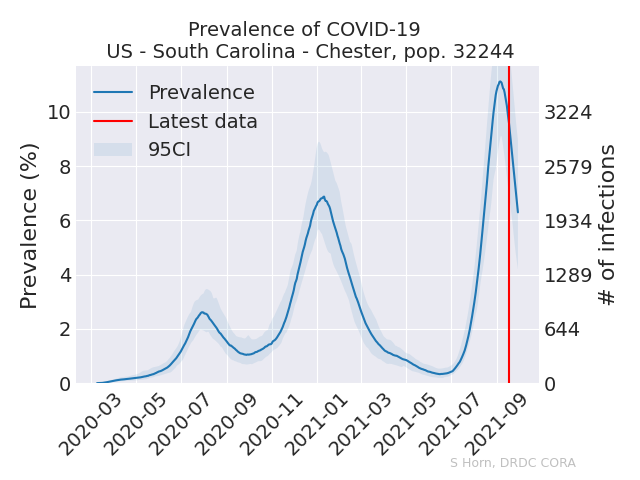 Prevalence of COVID-19
US - South Carolina - Chester, pop. 32244
Prevalence
Latest data
95CI
Prevalence (%)
10
8
6
4
2
0
3224
2579
1934
1289
644
0
# of infections
2020-03
2020-05
2020-07
2020-09
2020-11
2021-01
2021-03
2021-05
2021-07
2021-09
S Horn, DRDC CORA